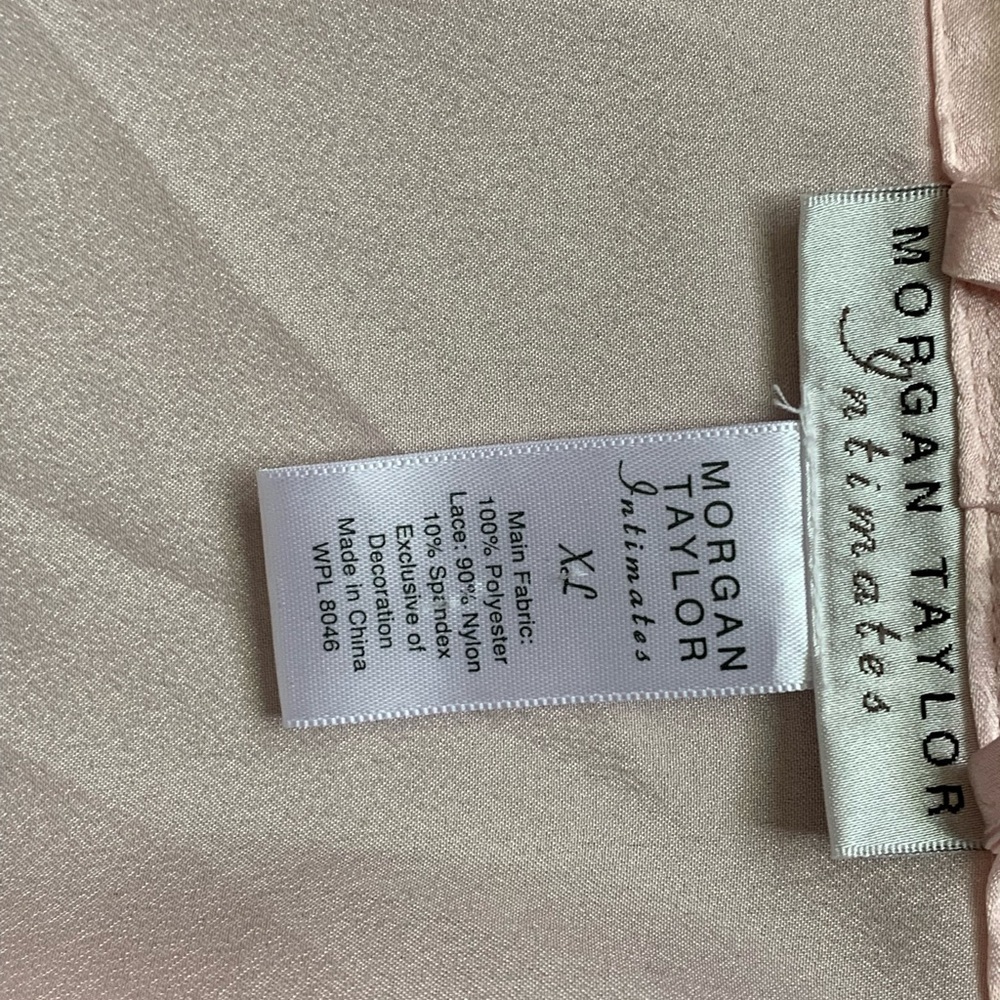 MORGAN TAYLOR
Intimates
MORGAN
TAYLOR
Intimates
XL
Main Fabric:
100% Polyester
Lace: 90% Nylon
10% Spandex
Exclusive of
Decoration
Made in China
WPL 8046